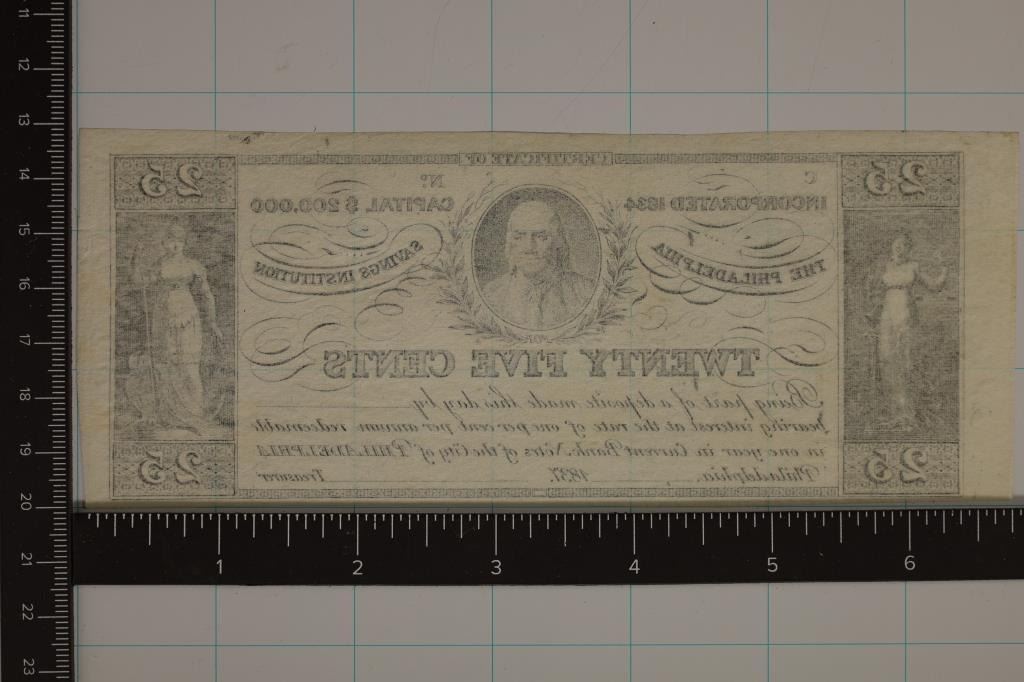 11
12
13
14
15
16
17
18
19
20
21
22
23
CERTIFICATE OF
25
C
Nº
25
INCORPORATED 1834
CAPITAL $ 200,000
THE PHILADELPHIA
SAVINGS INSTITUTION
TWENTY FIVE CENTS
Being part of a deposite made this day by
bearing interest at the rate of one per cent per annum redeemable
in one year in Current Bank Notes of the City of PHILADELPHIA
25
Philadelphia,
1837.
Treasurer
25
1 2 3 4 5 6